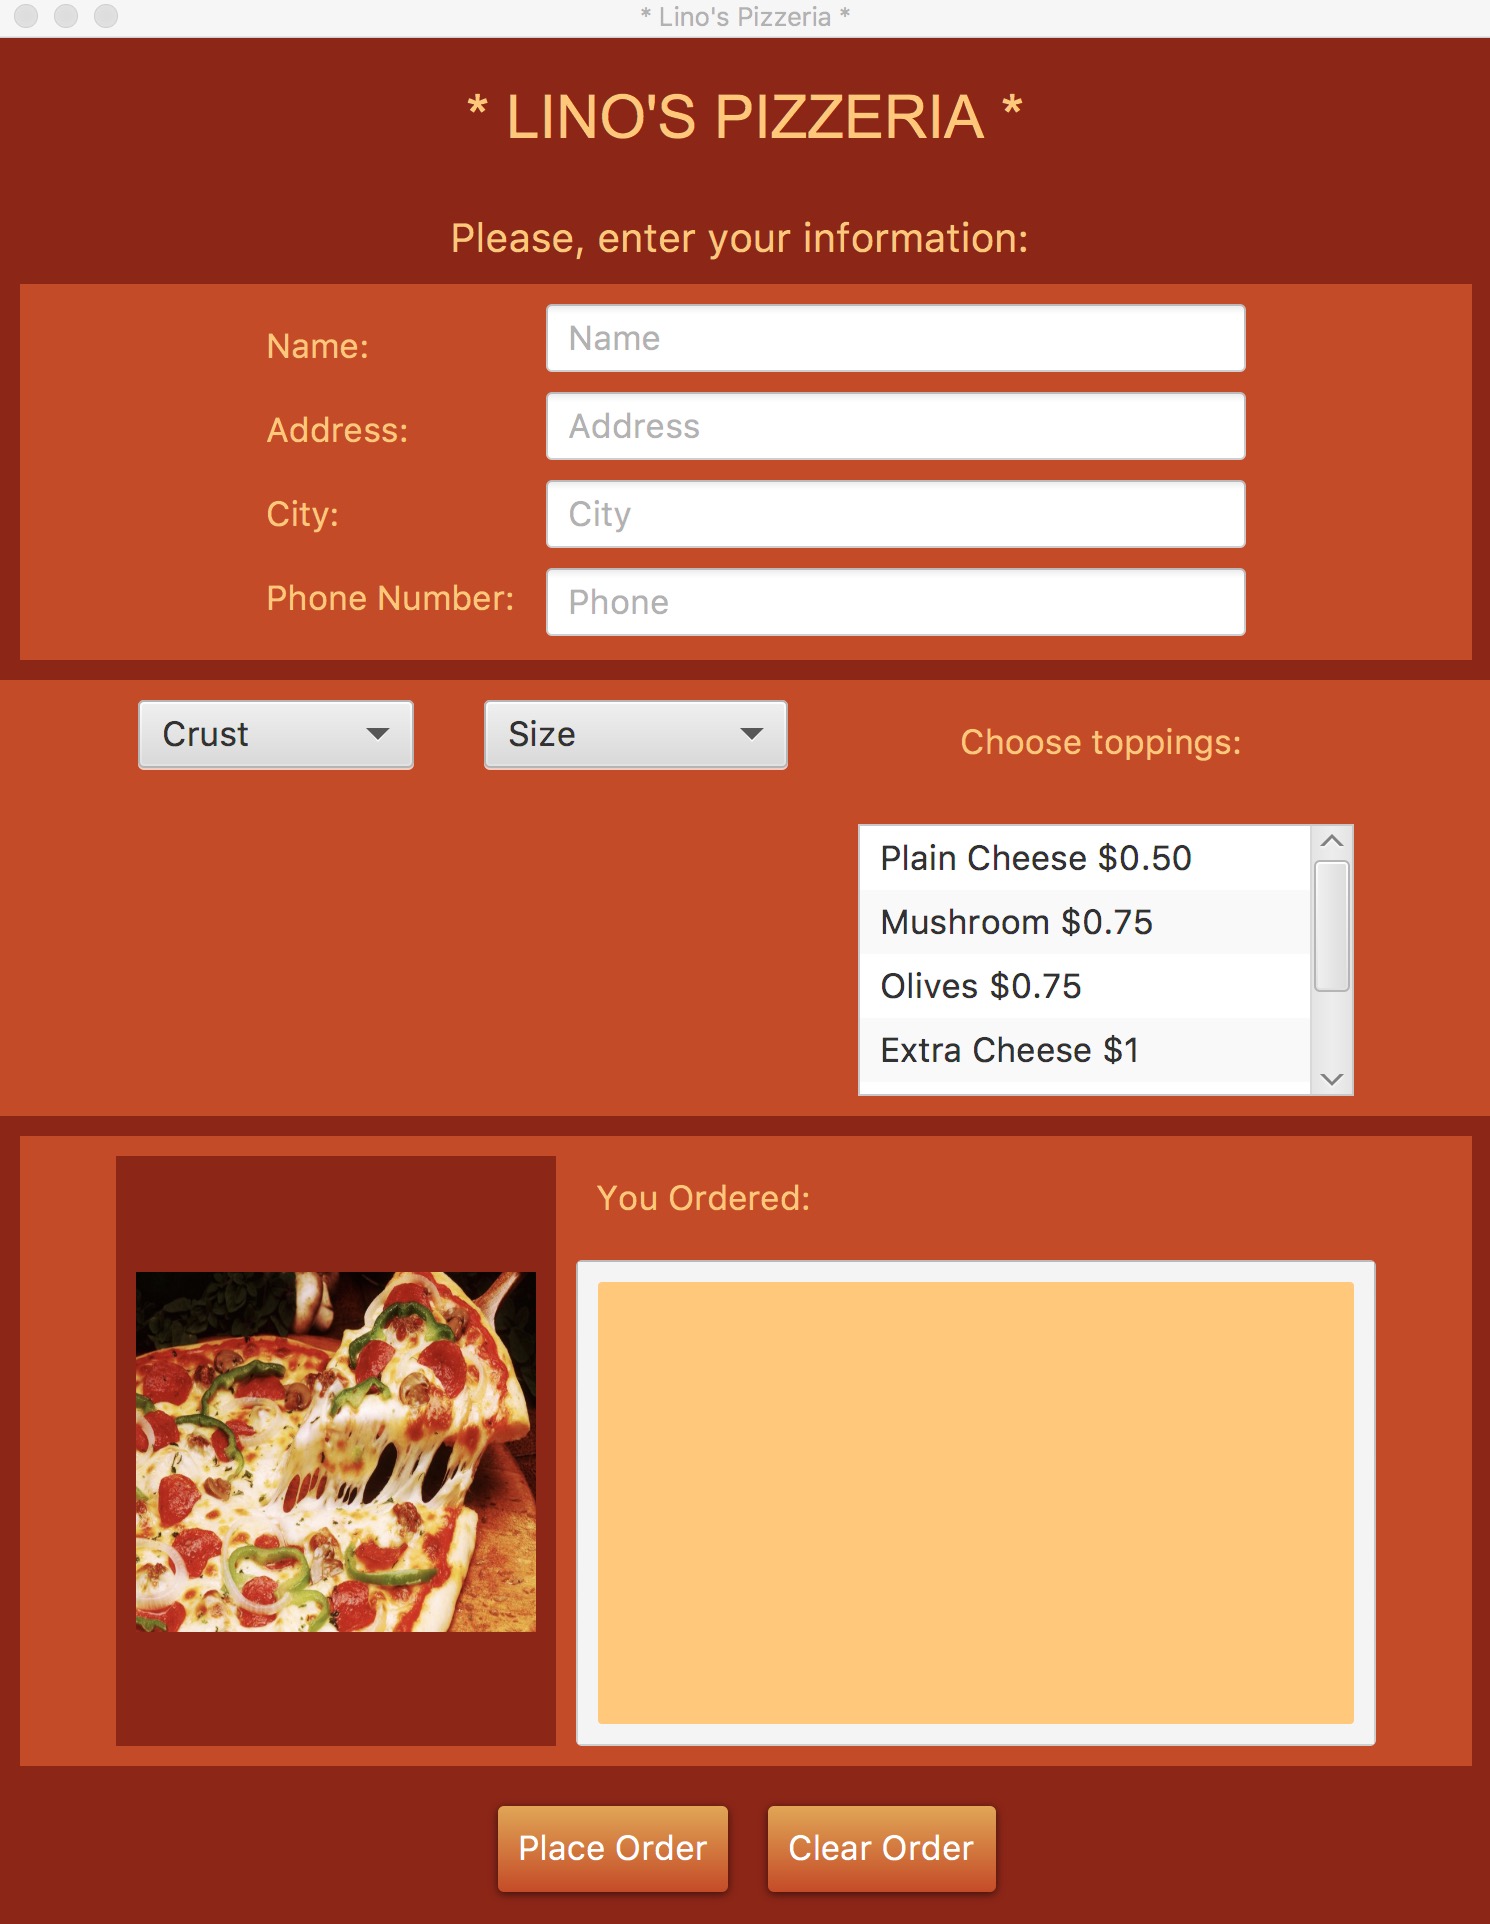 * Lino's Pizzeria *
* LINO'S PIZZERIA *
Please, enter your information:
Name: Name
Address: Address
City: City
Phone Number: Phone
Crust Size Choose toppings:
Plain Cheese $0.50
Mushroom $0.75
Olives $0.75
Extra Cheese $1
You Ordered:
Place Order Clear Order